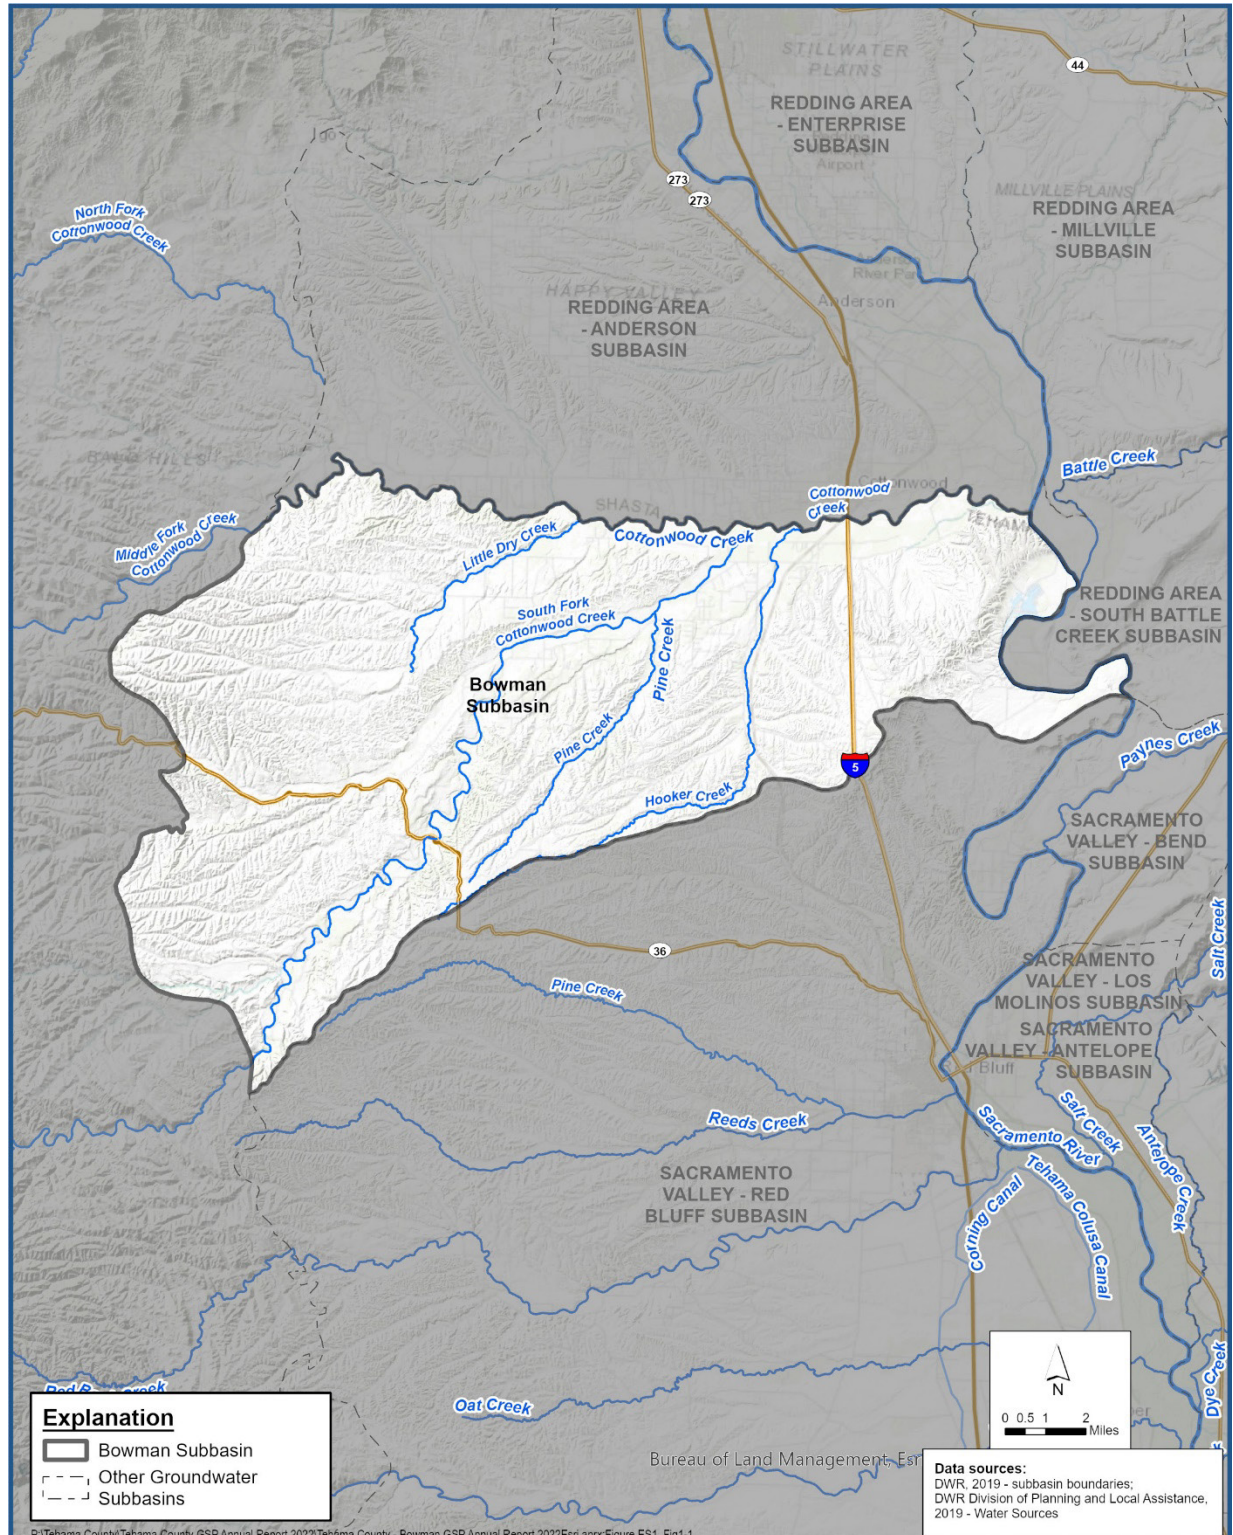 STILLWATER
PLAINS
44
REDDING AREA
- ENTERPRISE
SUBBASIN
Airport
Igo
273
273
MILLVILLE PLAINS
REDDING AREA
- MILLVILLE
SUBBASIN
North Fork
Cottonwood Creek
Anderson
River Park
HAPPY VALLEY
REDDING AREA
- ANDERSON
SUBBASIN
Anderson
BALD HILLS
Battle Creek
Cottonwood
Cottonwood
Creek
SHASTA
TEHAMA
Middle Fork
Cottonwood Creek
Little Dry Creek
Cottonwood Creek
South Fork
Cottonwood Creek
REDDING AREA
- SOUTH BATTLE
CREEK SUBBASIN
Pine Creek
Bowman
Subbasin
Pine Creek
Paynes Creek
5
Hooker Creek
SACRAMENTO
VALLEY - BEND
SUBBASIN
Salt Creek
36
SACRAMENTO
VALLEY - LOS
MOLINOS SUBBASIN
Pine Creek
SACRAMENTO
VALLEY - ANTELOPE
SUBBASIN
Red Bluff
Salt Creek
Reeds Creek
Sacramento River
Antelope Creek
SACRAMENTO
VALLEY - RED
BLUFF SUBBASIN
Tehama Colusa Canal
Corning Canal
Dye Creek
Oat Creek
N
0 0.5 1 2
Miles
Explanation
Bowman Subbasin
Other Groundwater
Subbasins
Bureau of Land Management, Esr
Data sources:
DWR, 2019 - subbasin boundaries;
DWR Division of Planning and Local Assistance,
2019 - Water Sources